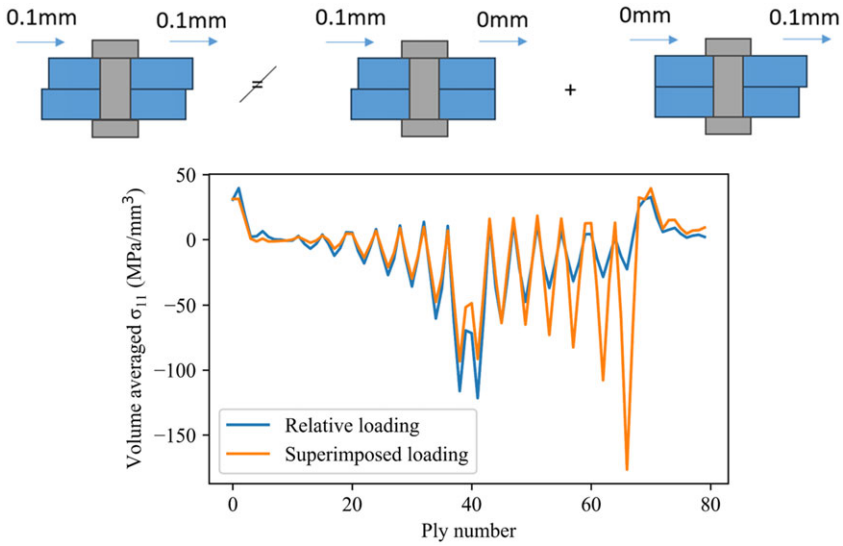 0.1mm 0.1mm 0.1mm 0mm 0mm 0.1mm
≠ +
50
0
−50
−100
−150
Volume averaged σ11 (MPa/mm³)
Relative loading
Superimposed loading
0 20 40 60 80
Ply number